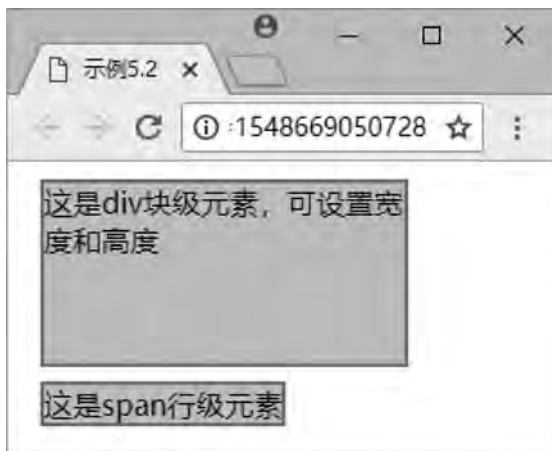 示例5.2
:1548669050728
这是div块级元素，可设置宽
度和高度
这是span行级元素